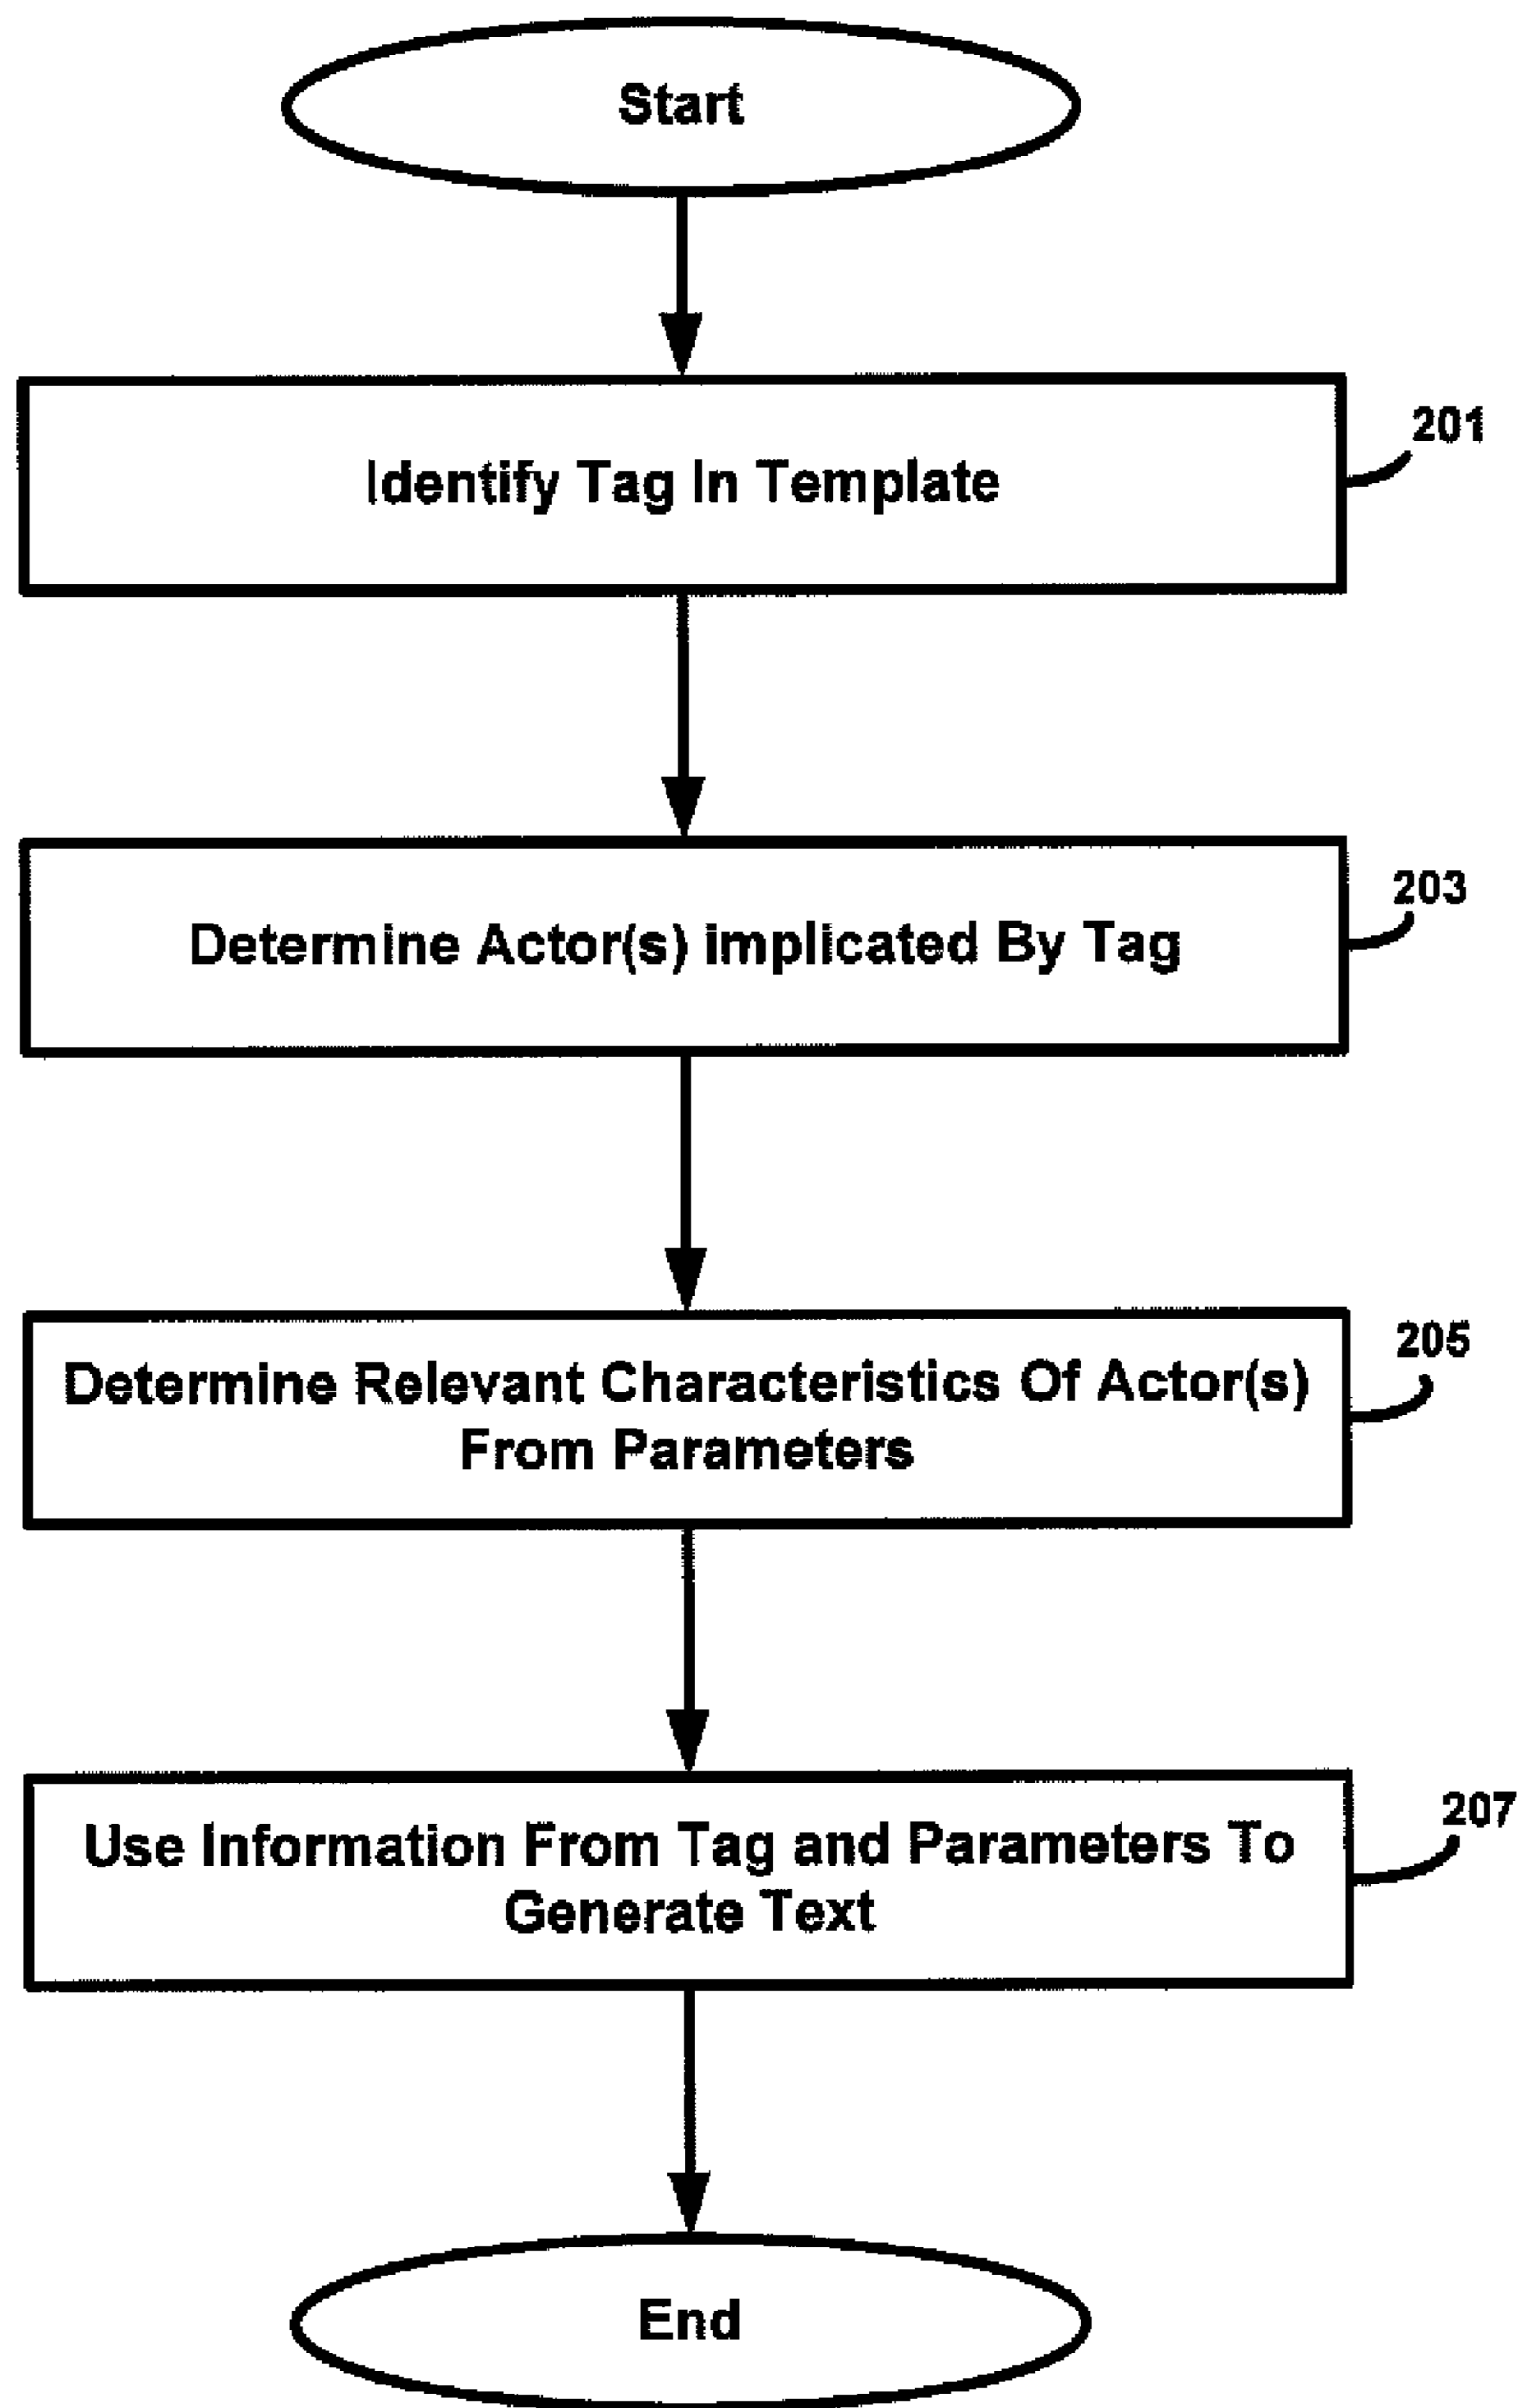 Start
201
Identify Tag In Template
203
Determine Actor(s) implicated By Tag
205
Determine Relevant Characteristics Of Actor(s)
From Parameters
207
Use Information From Tag and Parameters To
Generate Text
End